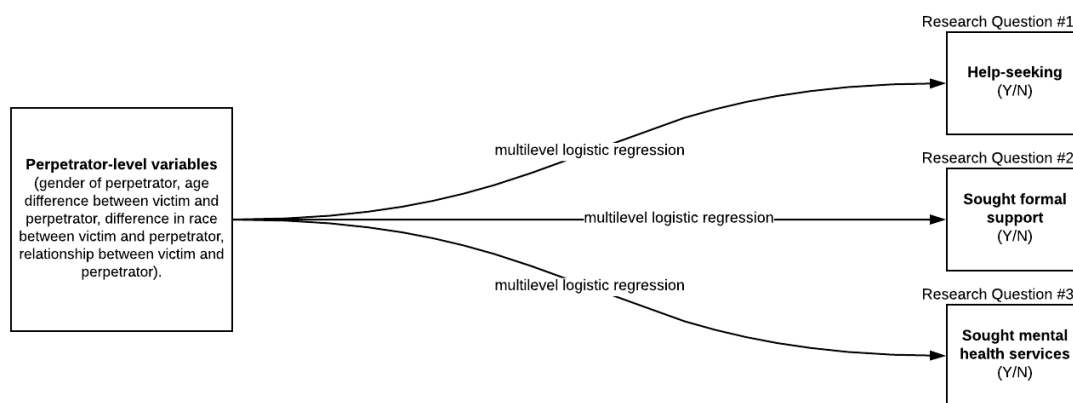 Perpetrator-level variables
(gender of perpetrator, age
difference between victim and
perpetrator, difference in race
between victim and perpetrator,
relationship between victim and
perpetrator).
multilevel logistic regression
multilevel logistic regression
multilevel logistic regression
Research Question #1
Help-seeking
(Y/N)
Research Question #2
Sought formal
support
(Y/N)
Research Question #3
Sought mental
health services
(Y/N)